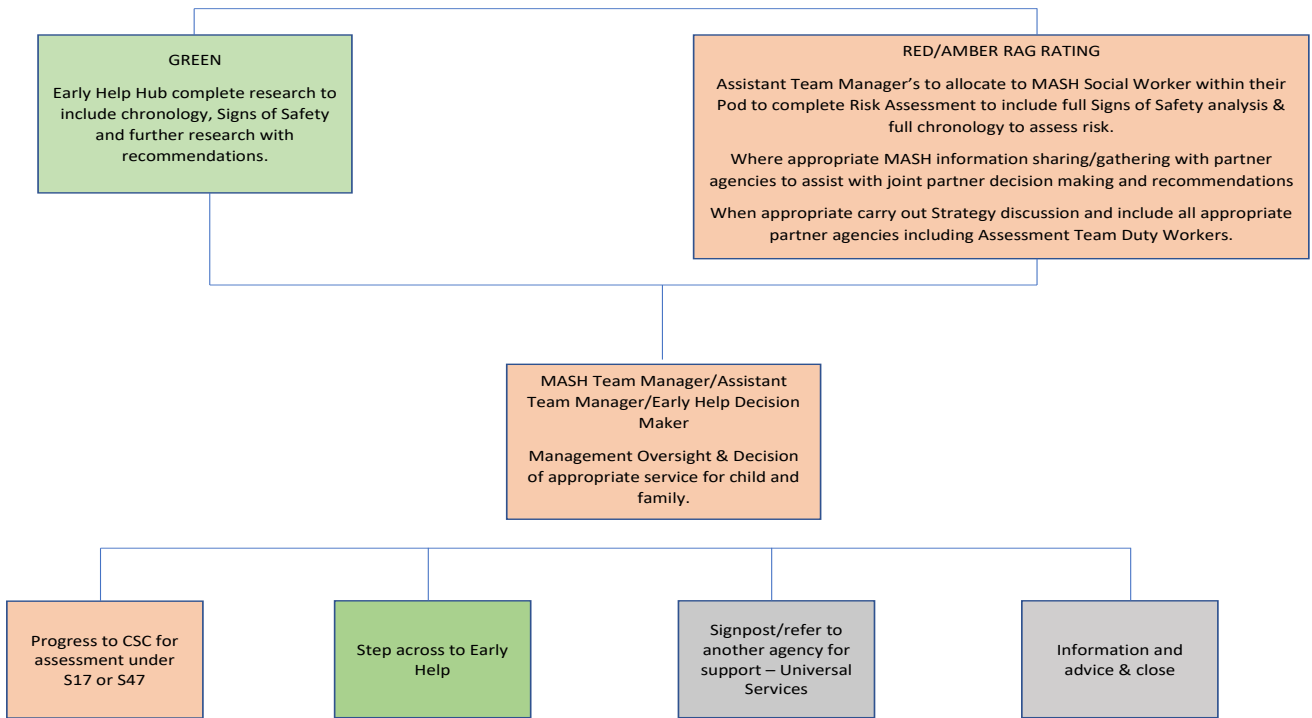 GREEN
Early Help Hub complete research to
include chronology, Signs of Safety
and further research with
recommendations.
RED/AMBER RAG RATING
Assistant Team Manager's to allocate to MASH Social Worker within their
Pod to complete Risk Assessment to include full Signs of Safety analysis &
full chronology to assess risk.
Where appropriate MASH information sharing/gathering with partner
agencies to assist with joint partner decision making and recommendations
When appropriate carry out Strategy discussion and include all appropriate
partner agencies including Assessment Team Duty Workers.
MASH Team Manager/Assistant
Team Manager/Early Help Decision
Maker
Management Oversight & Decision
of appropriate service for child and
family.
Progress to CSC for
assessment under
S17 or S47
Step across to Early
Help
Signpost/refer to
another agency for
support – Universal
Services
Information and
advice & close